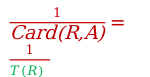 1
Card(R,A) =
1
T(R)